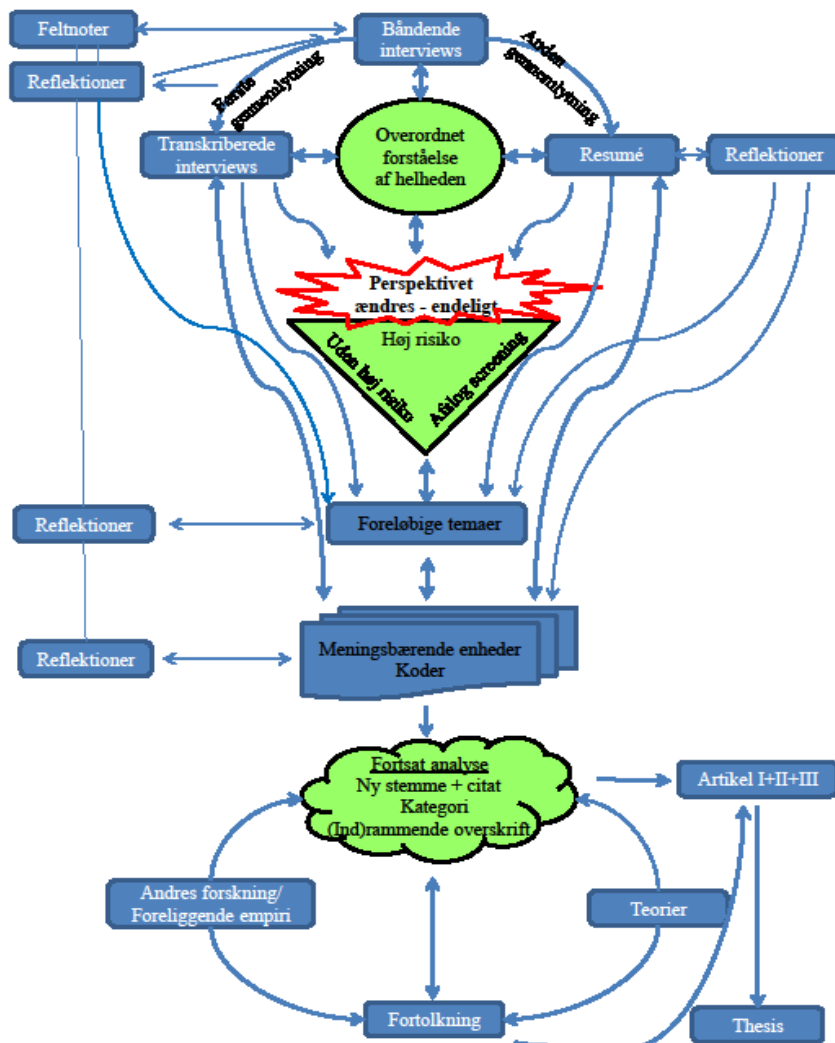 Feltnoter
Båndende
interviews
Reflektioner
Første
gennemlytning
Anden
gennemlytning
Transkriberede
interviews
Overordnet
forståelse
af helheden
Resumé
Reflektioner
Perspektivet
ændres - endeligt
Høj risiko
Uden høj risiko
Afslog screening
Reflektioner
Foreløbige temaer
Reflektioner
Meningsbærende enheder
Koder
Fortsat analyse
Ny stemme + citat
Kategori
(Ind)rammende overskrift
Artikel I+II+III
Andres forskning/
Foreliggende empiri
Teorier
Fortolkning
Thesis